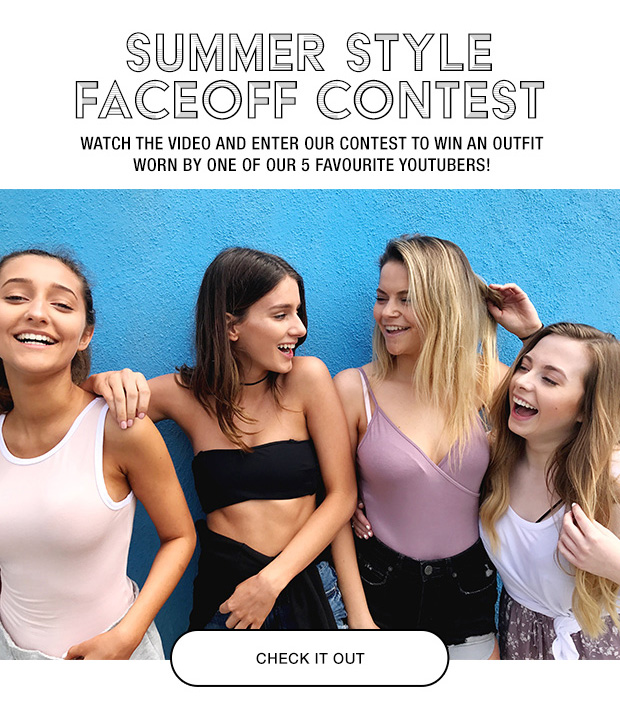 SUMMER STYLE
FACEOFF CONTEST
WATCH THE VIDEO AND ENTER OUR CONTEST TO WIN AN OUTFIT
WORN BY ONE OF OUR 5 FAVOURITE YOUTUBERS!
CHECK IT OUT